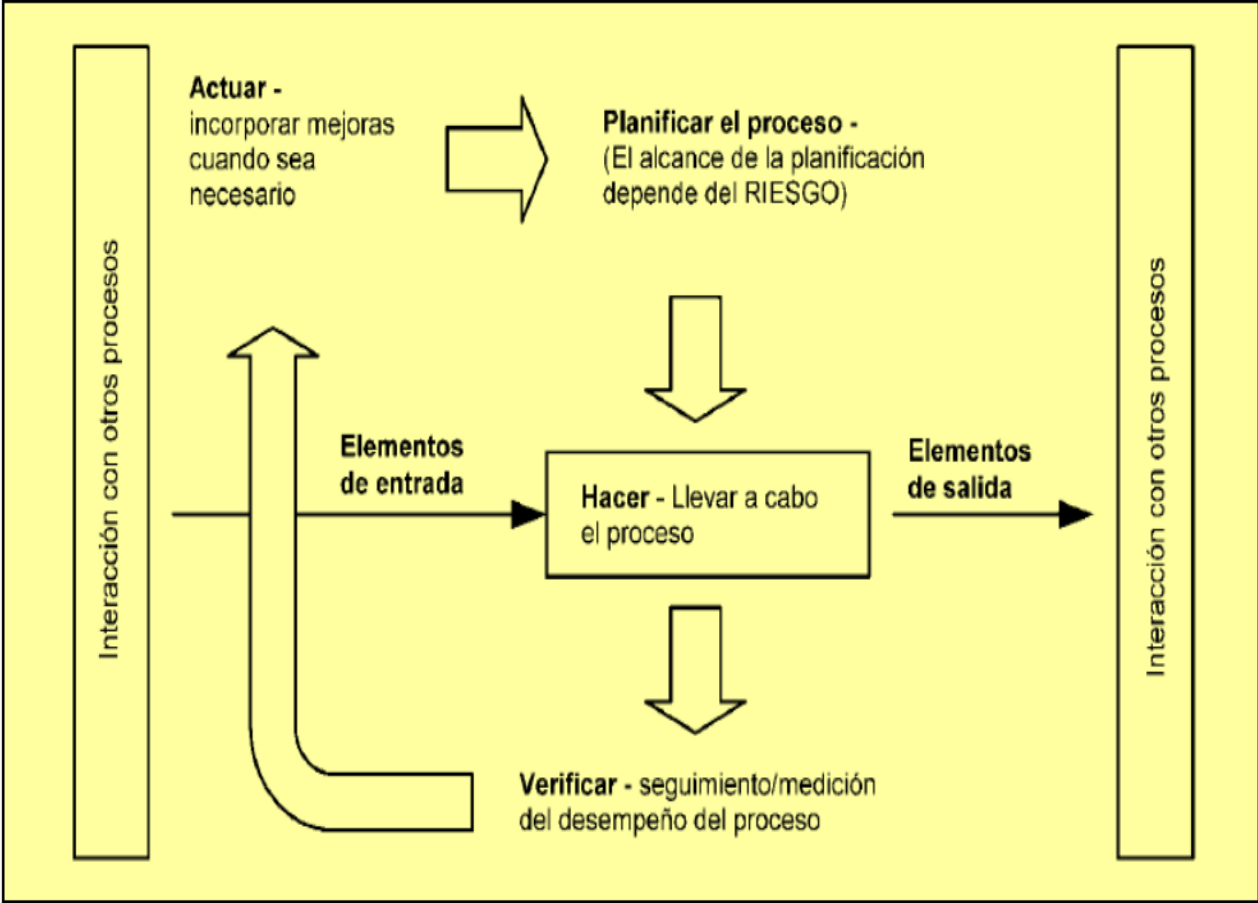 Interacción con otros procesos
Actuar -
incorporar mejoras
cuando sea
necesario
Planificar el proceso -
(El alcance de la planificación
depende del RIESGO)
Elementos
de entrada
Hacer - Llevar a cabo
el proceso
Elementos
de salida
Verificar - seguimiento/medición
del desempeño del proceso
Interacción con otros procesos